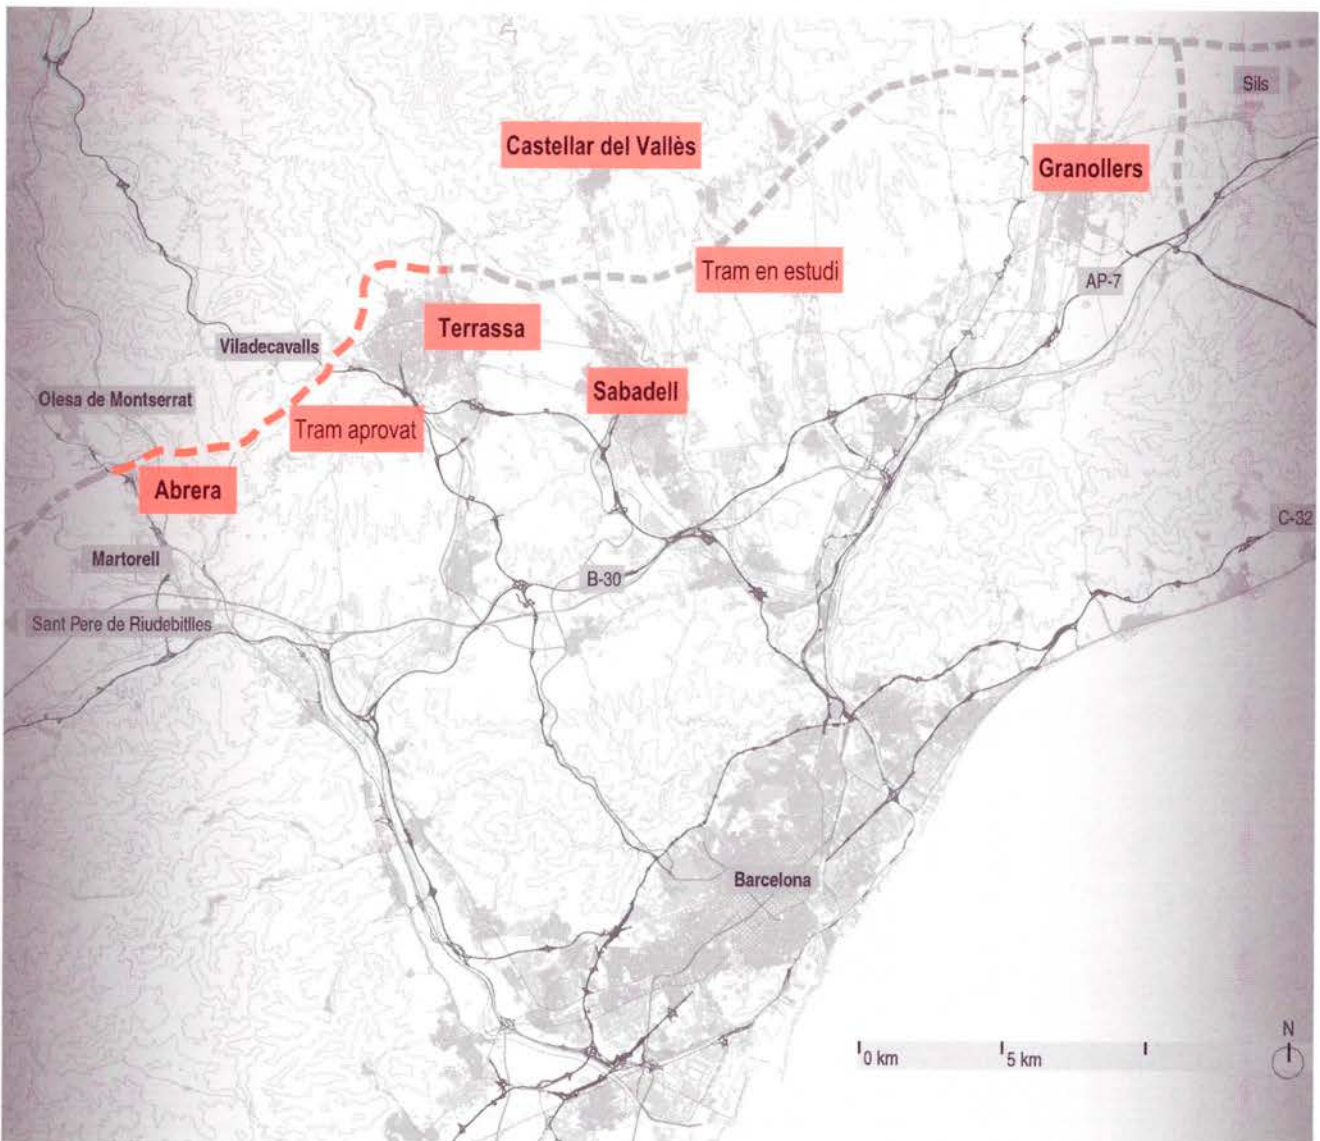 Sils
Castellar del Vallès
Granollers
Tram en estudi
AP-7
Terrassa
Viladecavalls
Sabadell
Olesa de Montserrat
Tram aprovat
Abrera
C-32
Martorell
B-30
Sant Pere de Riudebitlles
Barcelona
N
0 km
5 km